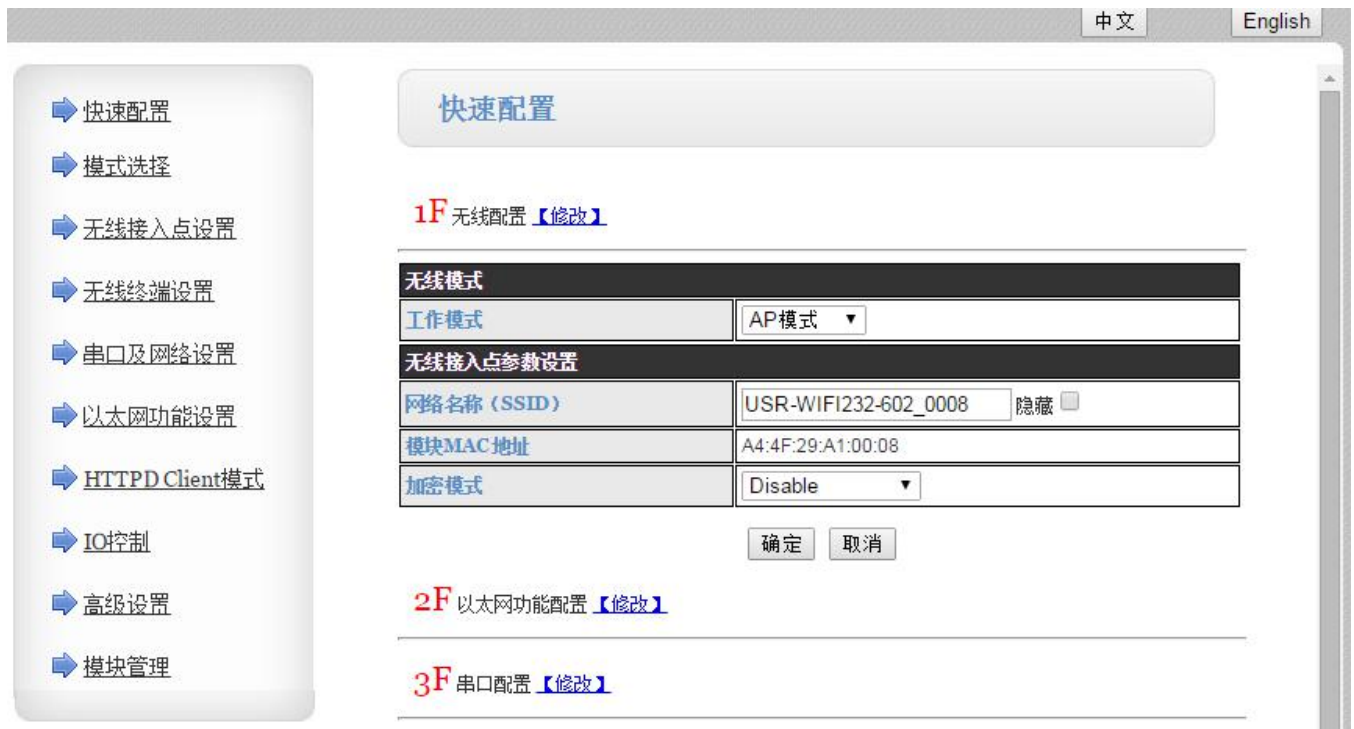 中文 English
快速配置
模式选择
无线接入点设置
无线终端设置
串口及网络设置
以太网功能设置
HTTPD Client模式
IO控制
高级设置
模块管理
快速配置
1F 无线配置 【修改】
无线模式
工作模式 AP模式
无线接入点参数设置
网络名称（SSID） USR-WIFI232-602_0008 隐藏
模块MAC地址 A4:4F:29:A1:00:08
加密模式 Disable
确定 取消
2F 以太网功能配置 【修改】
3F 串口配置 【修改】